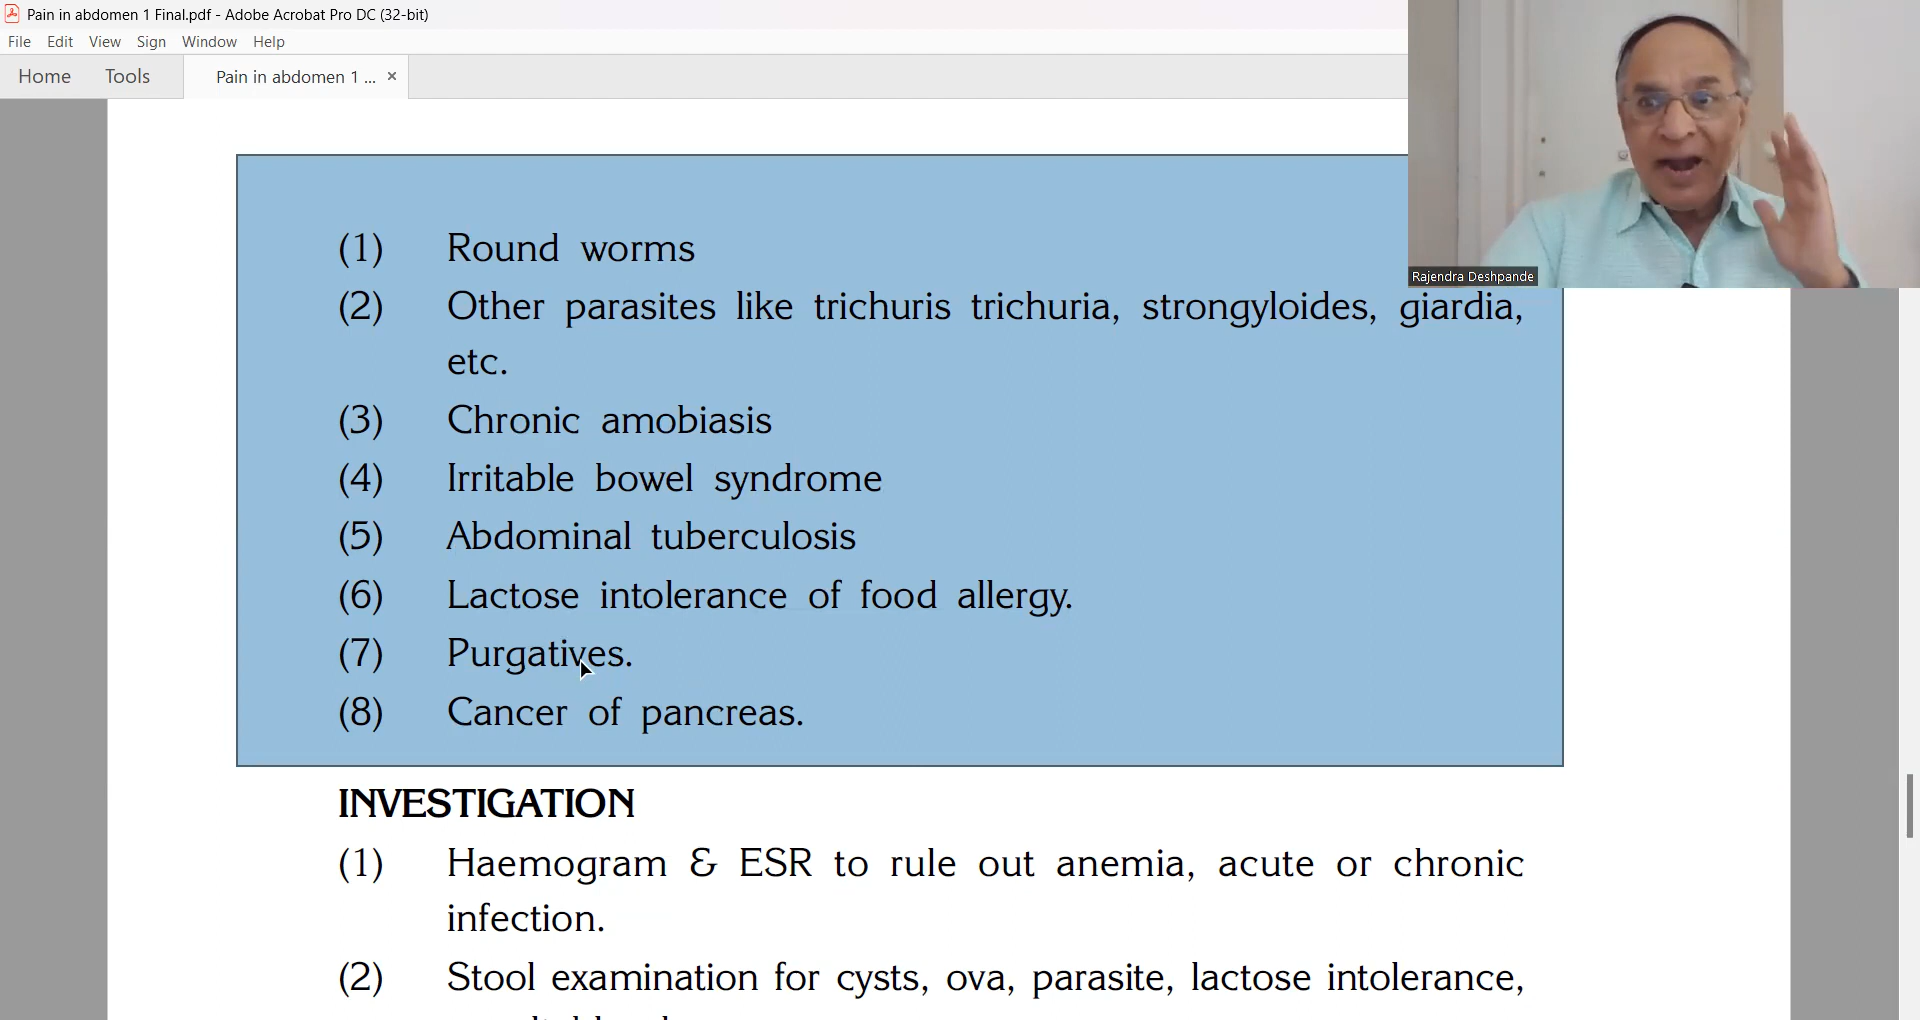 Pain in abdomen 1 Final.pdf - Adobe Acrobat Pro DC (32-bit)
File Edit View Sign Window Help
Home Tools Pain in abdomen 1 ... ×
Rajendra Deshpande
(1) Round worms
(2) Other parasites like trichuris trichuria, strongyloides, giardia,
etc.
(3) Chronic amobiasis
(4) Irritable bowel syndrome
(5) Abdominal tuberculosis
(6) Lactose intolerance of food allergy.
(7) Purgatives.
(8) Cancer of pancreas.
INVESTIGATION
(1) Haemogram & ESR to rule out anemia, acute or chronic
infection.
(2) Stool examination for cysts, ova, parasite, lactose intolerance,